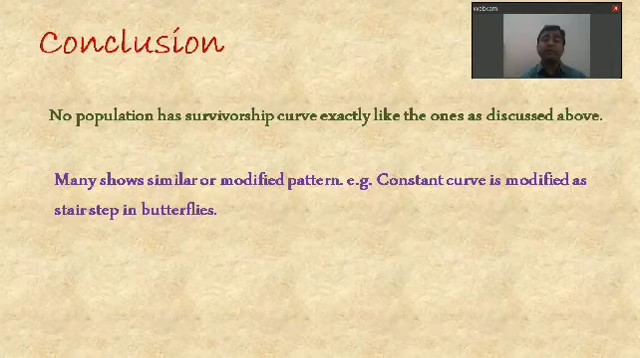 webcam
Conclusion
No population has survivorship curve exactly like the ones as discussed above.
Many shows similar or modified pattern. e.g. Constant curve is modified as
stair step in butterflies.